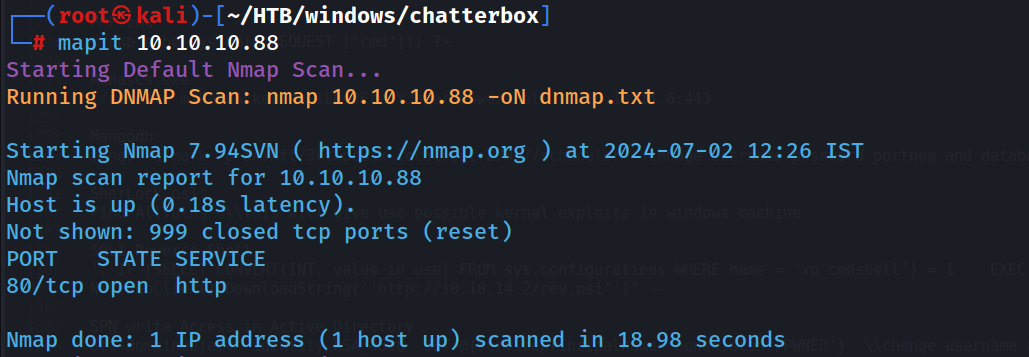 ┌──(root㉿kali)-[~/HTB/windows/chatterbox]
└─# mapit 10.10.10.88
Starting Default Nmap Scan...
Running DNMAP Scan: nmap 10.10.10.88 -oN dnmap.txt
Starting Nmap 7.94SVN ( https://nmap.org ) at 2024-07-02 12:26 IST
Nmap scan report for 10.10.10.88
Host is up (0.18s latency).
Not shown: 999 closed tcp ports (reset)
PORT   STATE SERVICE
80/tcp open  http
Nmap done: 1 IP address (1 host up) scanned in 18.98 seconds